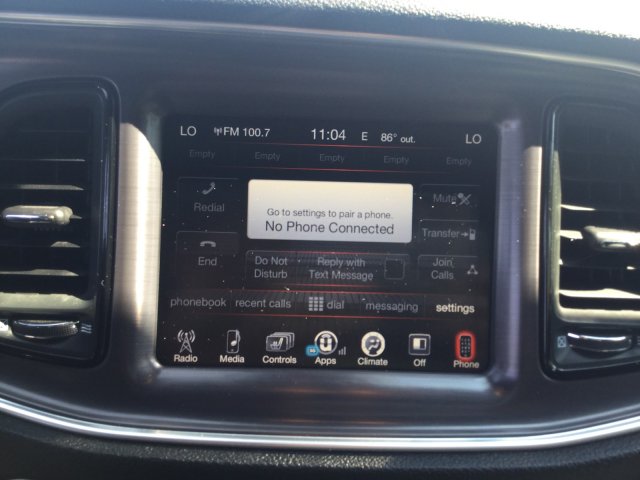 LO FM 100.7 11:04 E 86° out. LO
Empty Empty Empty Empty Empty
Redial
Go to settings to pair a phone.
No Phone Connected
Mute
Transfer
End
Do Not
Disturb
Reply with
Text Message
Join
Calls
phonebook recent calls dial messaging settings
Radio Media Controls Apps Climate Off Phone